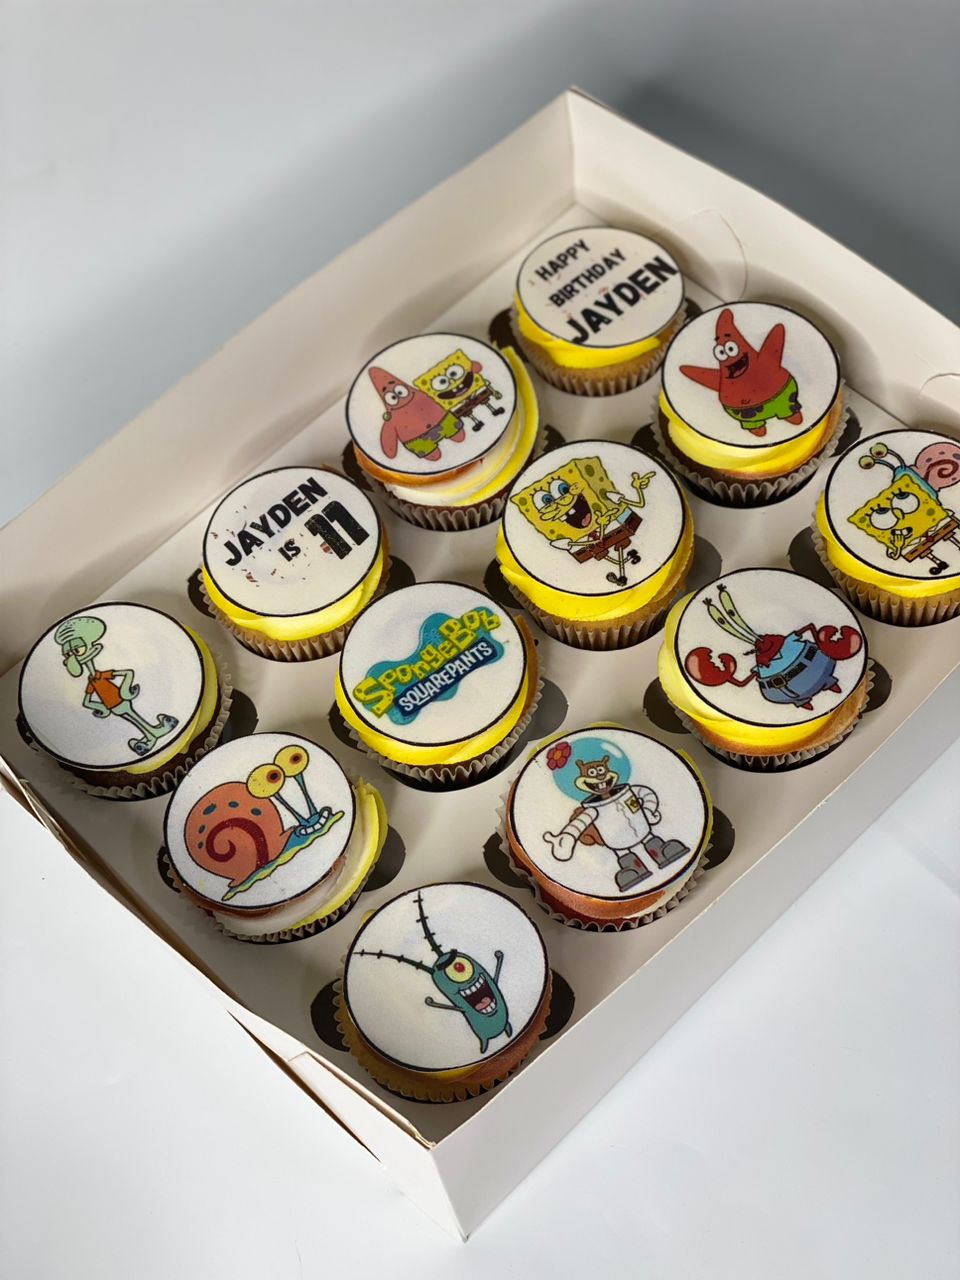 HAPPY
BIRTHDAY
JAYDEN
JAYDEN
IS 11
SpongeBob
SQUAREPANTS